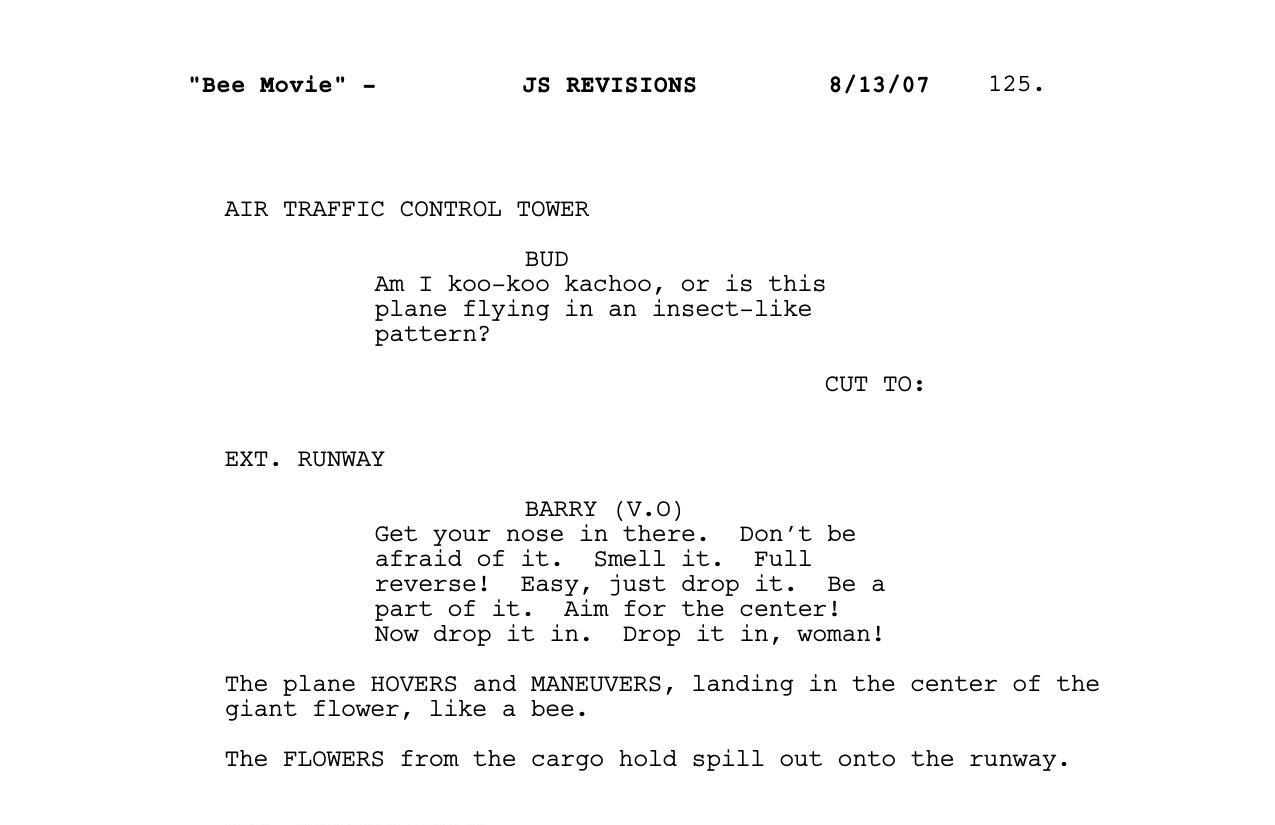 "Bee Movie" - JS REVISIONS 8/13/07 125.
AIR TRAFFIC CONTROL TOWER
BUD
Am I koo-koo kachoo, or is this
plane flying in an insect-like
pattern?
CUT TO:
EXT. RUNWAY
BARRY (V.O)
Get your nose in there.  Don't be
afraid of it.  Smell it.  Full
reverse!  Easy, just drop it.  Be a
part of it.  Aim for the center!
Now drop it in.  Drop it in, woman!
The plane HOVERS and MANEUVERS, landing in the center of the
giant flower, like a bee.
The FLOWERS from the cargo hold spill out onto the runway.